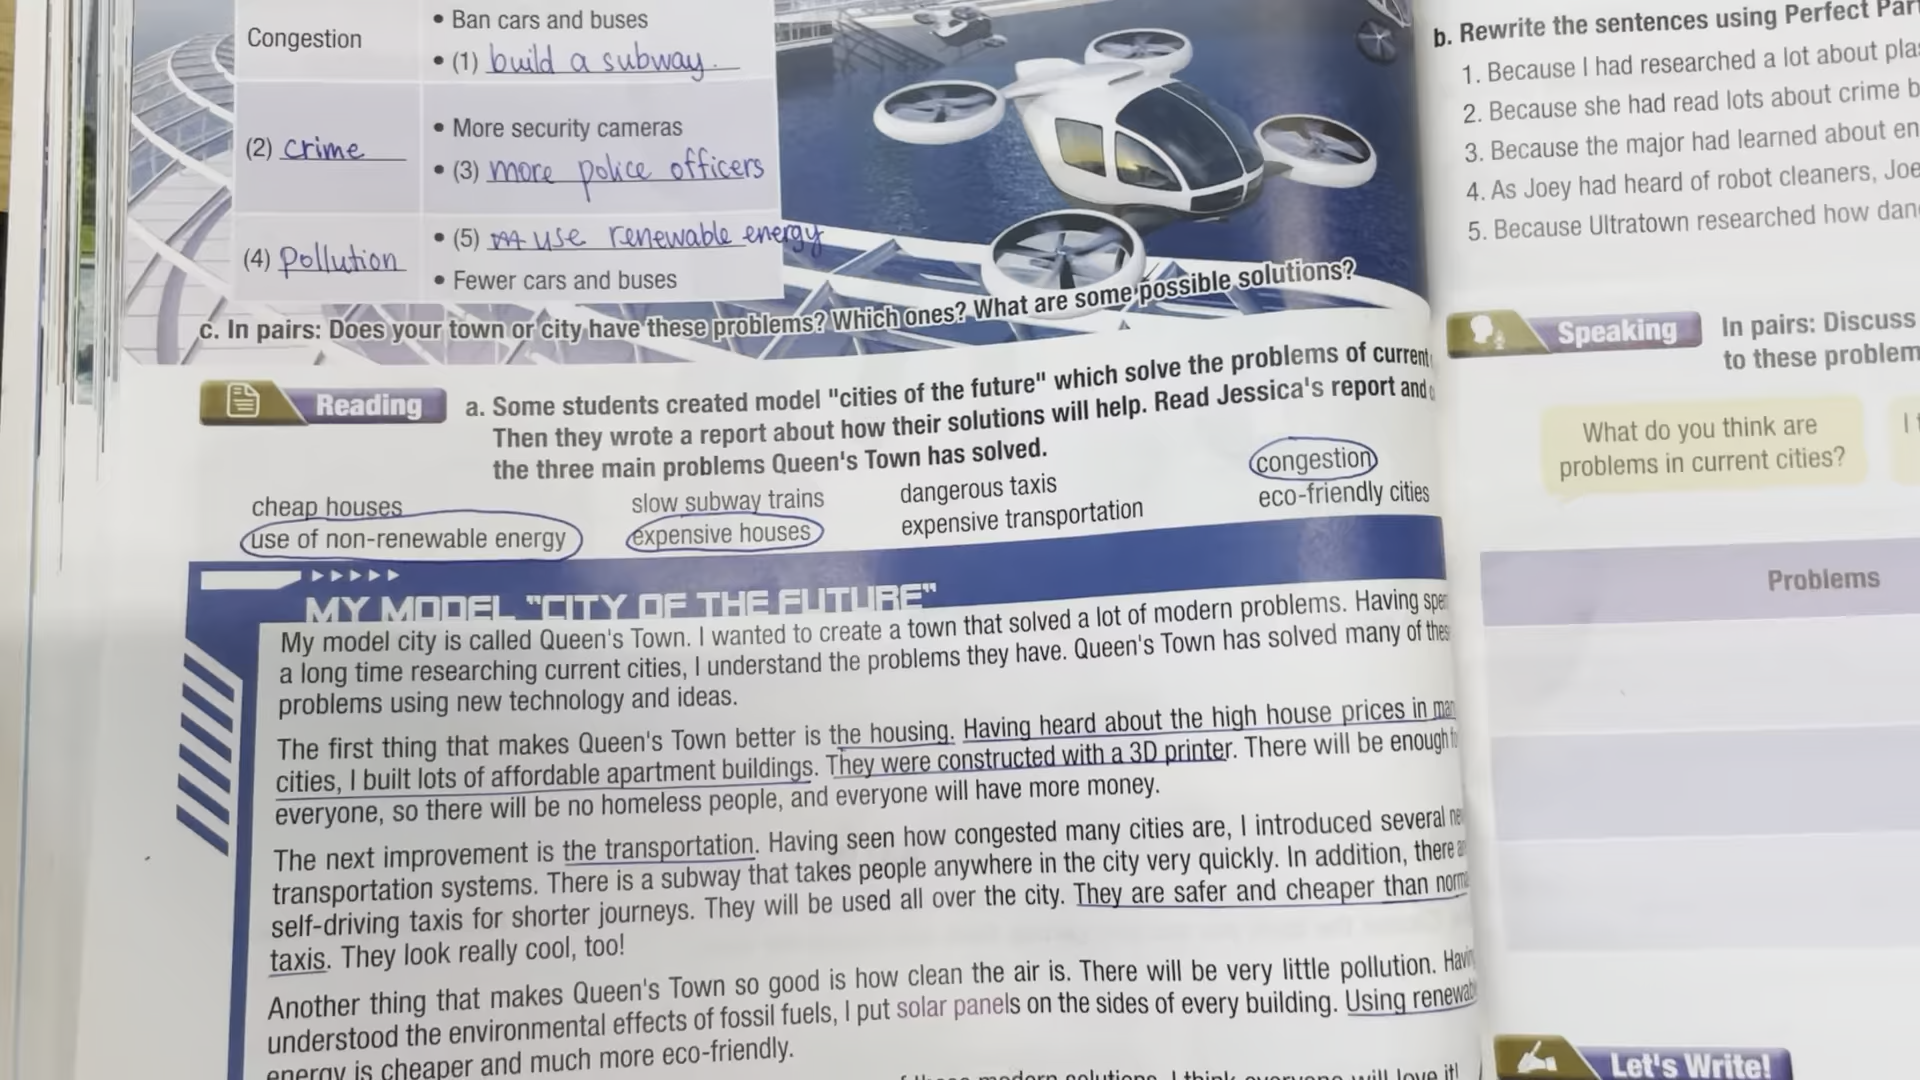 Congestion
• Ban cars and buses
• (1) build a subway.
(2) crime
• More security cameras
• (3) more police officers
(4) Pollution
• (5) use renewable energy
• Fewer cars and buses
c. In pairs: Does your town or city have these problems? Which ones? What are some possible solutions?
Reading
a. Some students created model "cities of the future" which solve the problems of current
Then they wrote a report about how their solutions will help. Read Jessica's report and
the three main problems Queen's Town has solved.
cheap houses
slow subway trains
dangerous taxis
congestion
use of non-renewable energy
expensive houses
expensive transportation
eco-friendly cities
MY MODEL "CITY OF THE FUTURE"
My model city is called Queen's Town. I wanted to create a town that solved a lot of modern problems. Having
a long time researching current cities, I understand the problems they have. Queen's Town has solved many of
problems using new technology and ideas.
The first thing that makes Queen's Town better is the housing. Having heard about the high house prices in
cities, I built lots of affordable apartment buildings. They were constructed with a 3D printer. There will be enough
everyone, so there will be no homeless people, and everyone will have more money.
The next improvement is the transportation. Having seen how congested many cities are, I introduced several
transportation systems. There is a subway that takes people anywhere in the city very quickly. In addition, there
self-driving taxis for shorter journeys. They will be used all over the city. They are safer and cheaper than
taxis. They look really cool, too!
Another thing that makes Queen's Town so good is how clean the air is. There will be very little pollution.
understood the environmental effects of fossil fuels, I put solar panels on the sides of every building. Using
energy is cheaper and much more eco-friendly.
modern solutions, I think everyone will love it!
b. Rewrite the sentences using Perfect
1. Because I had researched a lot about
2. Because she had read lots about crime
3. Because the major had learned about
4. As Joey had heard of robot cleaners,
5. Because Ultratown researched how
Speaking
In pairs: Discuss
to these
What do you think are
problems in current cities?
I
Problems
Let's Write!